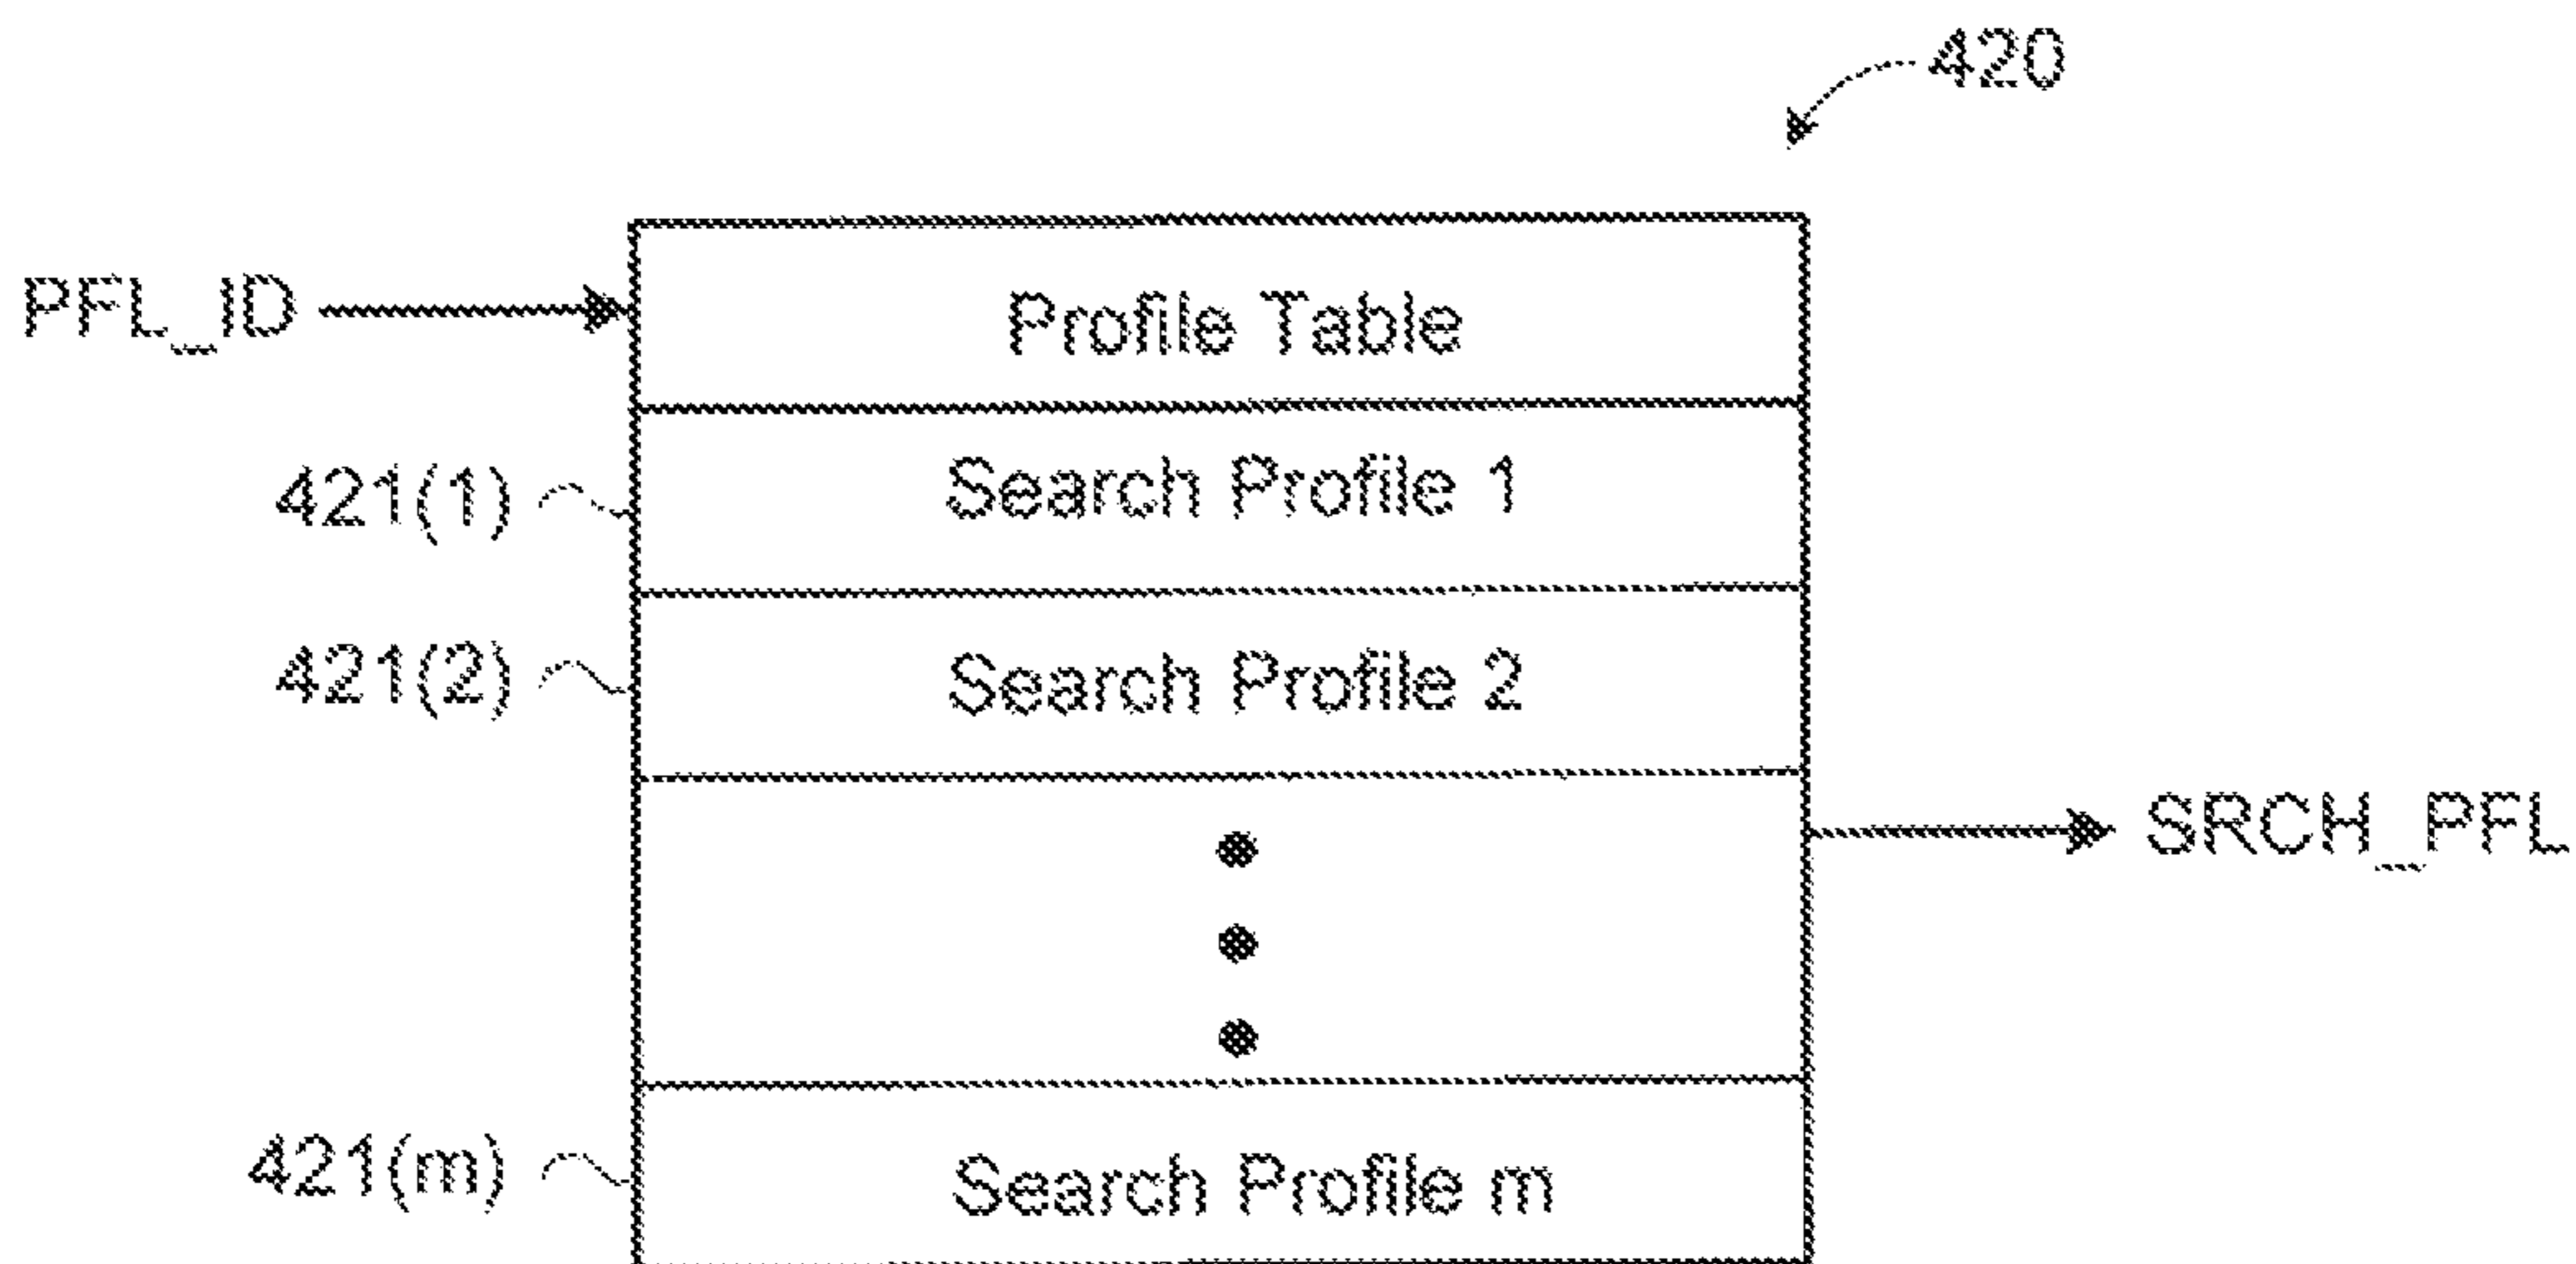 420
PFL_ID
Profile Table
421(1)
Search Profile 1
421(2)
Search Profile 2
SRCH_PFL
421(m)
Search Profile m